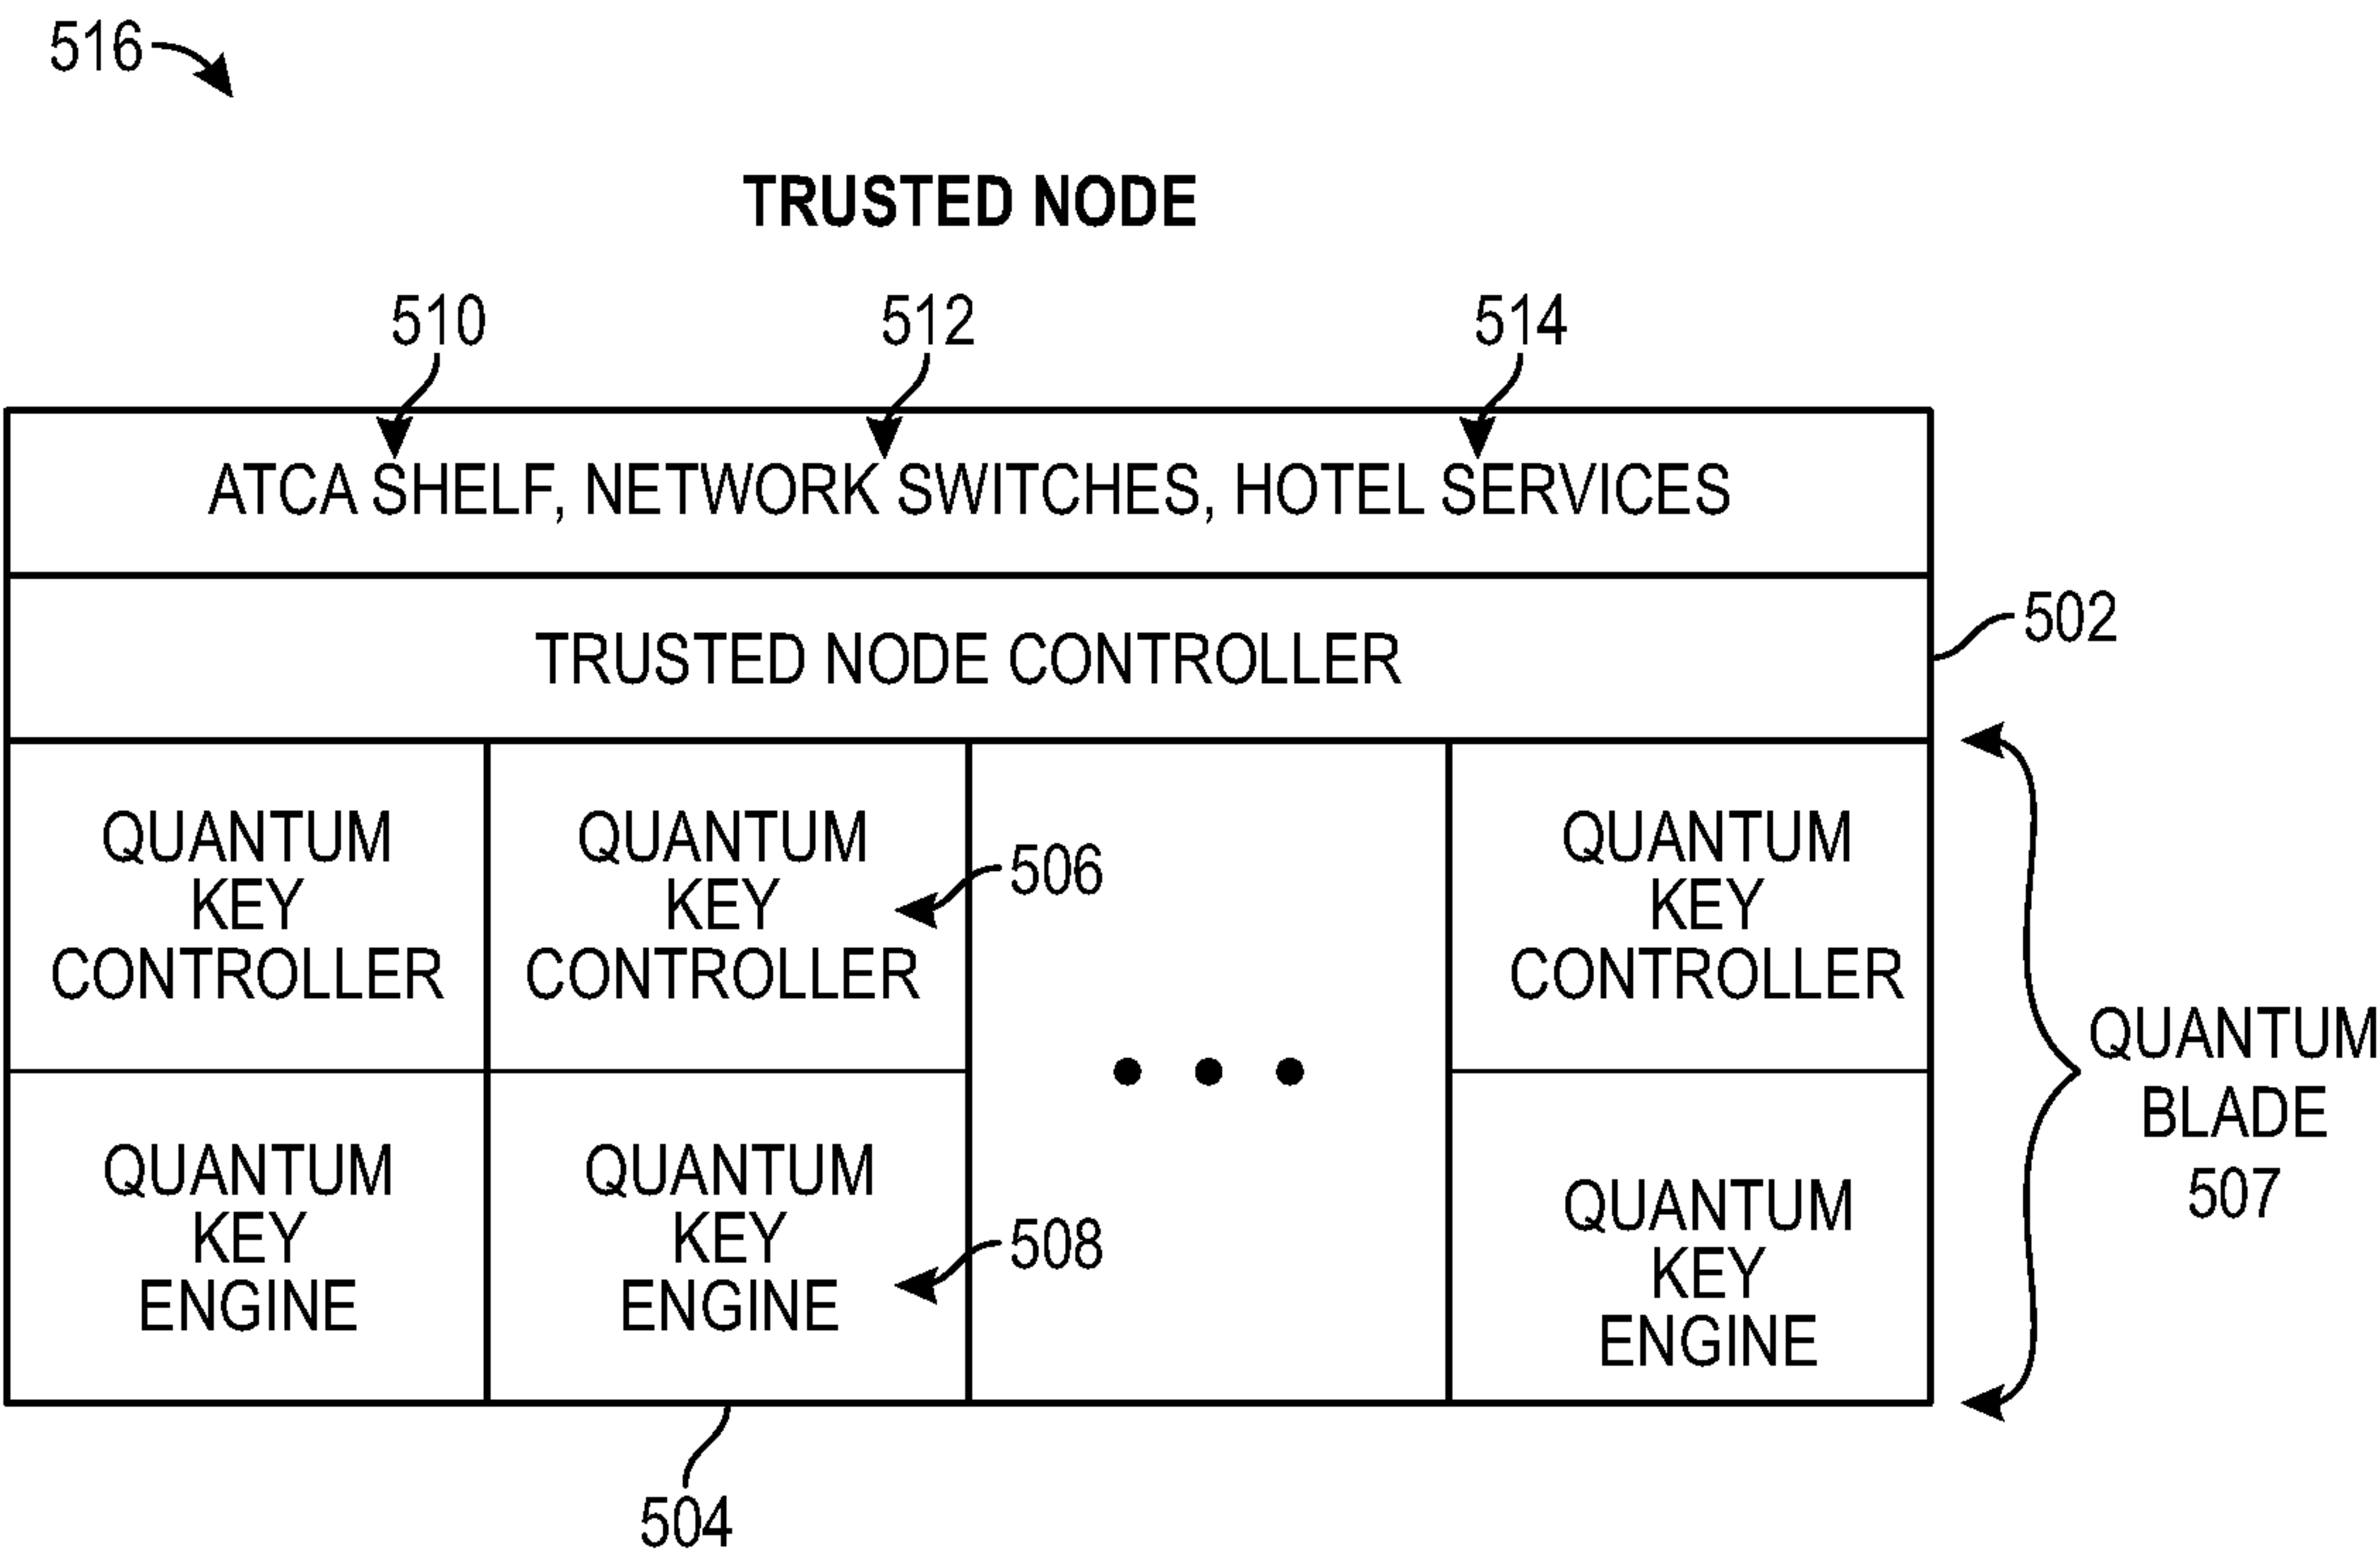 516
TRUSTED NODE
510
512
514
ATCA SHELF, NETWORK SWITCHES, HOTEL SERVICES
TRUSTED NODE CONTROLLER
502
QUANTUM
KEY
CONTROLLER
QUANTUM
KEY
CONTROLLER
506
QUANTUM
KEY
CONTROLLER
QUANTUM
KEY
ENGINE
QUANTUM
KEY
ENGINE
508
QUANTUM
KEY
ENGINE
QUANTUM
BLADE
507
504